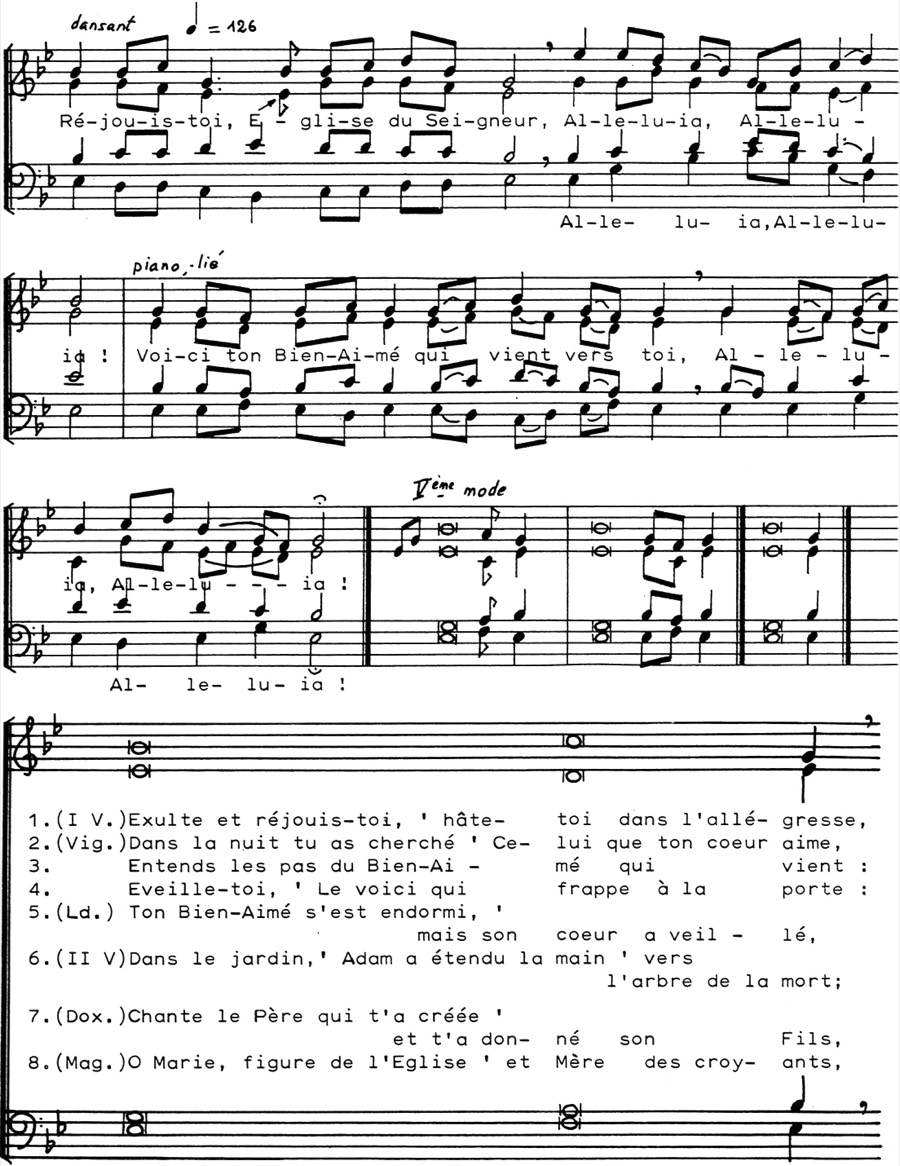 dansant ♩ = 126
Ré-jou-is-toi, E - gli-se du Sei-gneur, Al-le-lu-ia, Al-le-lu -
Al-le- lu- ia,Al-le-lu-
piano,-lié
ia ! Voi-ci ton Bien-Ai-mé qui vient vers toi, Al - le - lu -
Vème mode
ia, Al-le-lu - - - ia !
Al- le- lu- ia !
1.(I V.)Exulte et réjouis-toi, ' hâte- toi dans l'allé- gresse,
2.(Vig.)Dans la nuit tu as cherché ' Ce- lui que ton coeur aime,
3. Entends les pas du Bien-Ai - mé qui vient :
4. Eveille-toi, ' Le voici qui frappe à la porte :
5.(Ld.) Ton Bien-Aimé s'est endormi, '
mais son coeur a veil - lé,
6.(II V)Dans le jardin,' Adam a étendu la main ' vers
l'arbre de la mort;
7.(Dox.)Chante le Père qui t'a créée '
et t'a don- né son Fils,
8.(Mag.)O Marie, figure de l'Eglise ' et Mère des croy- ants,